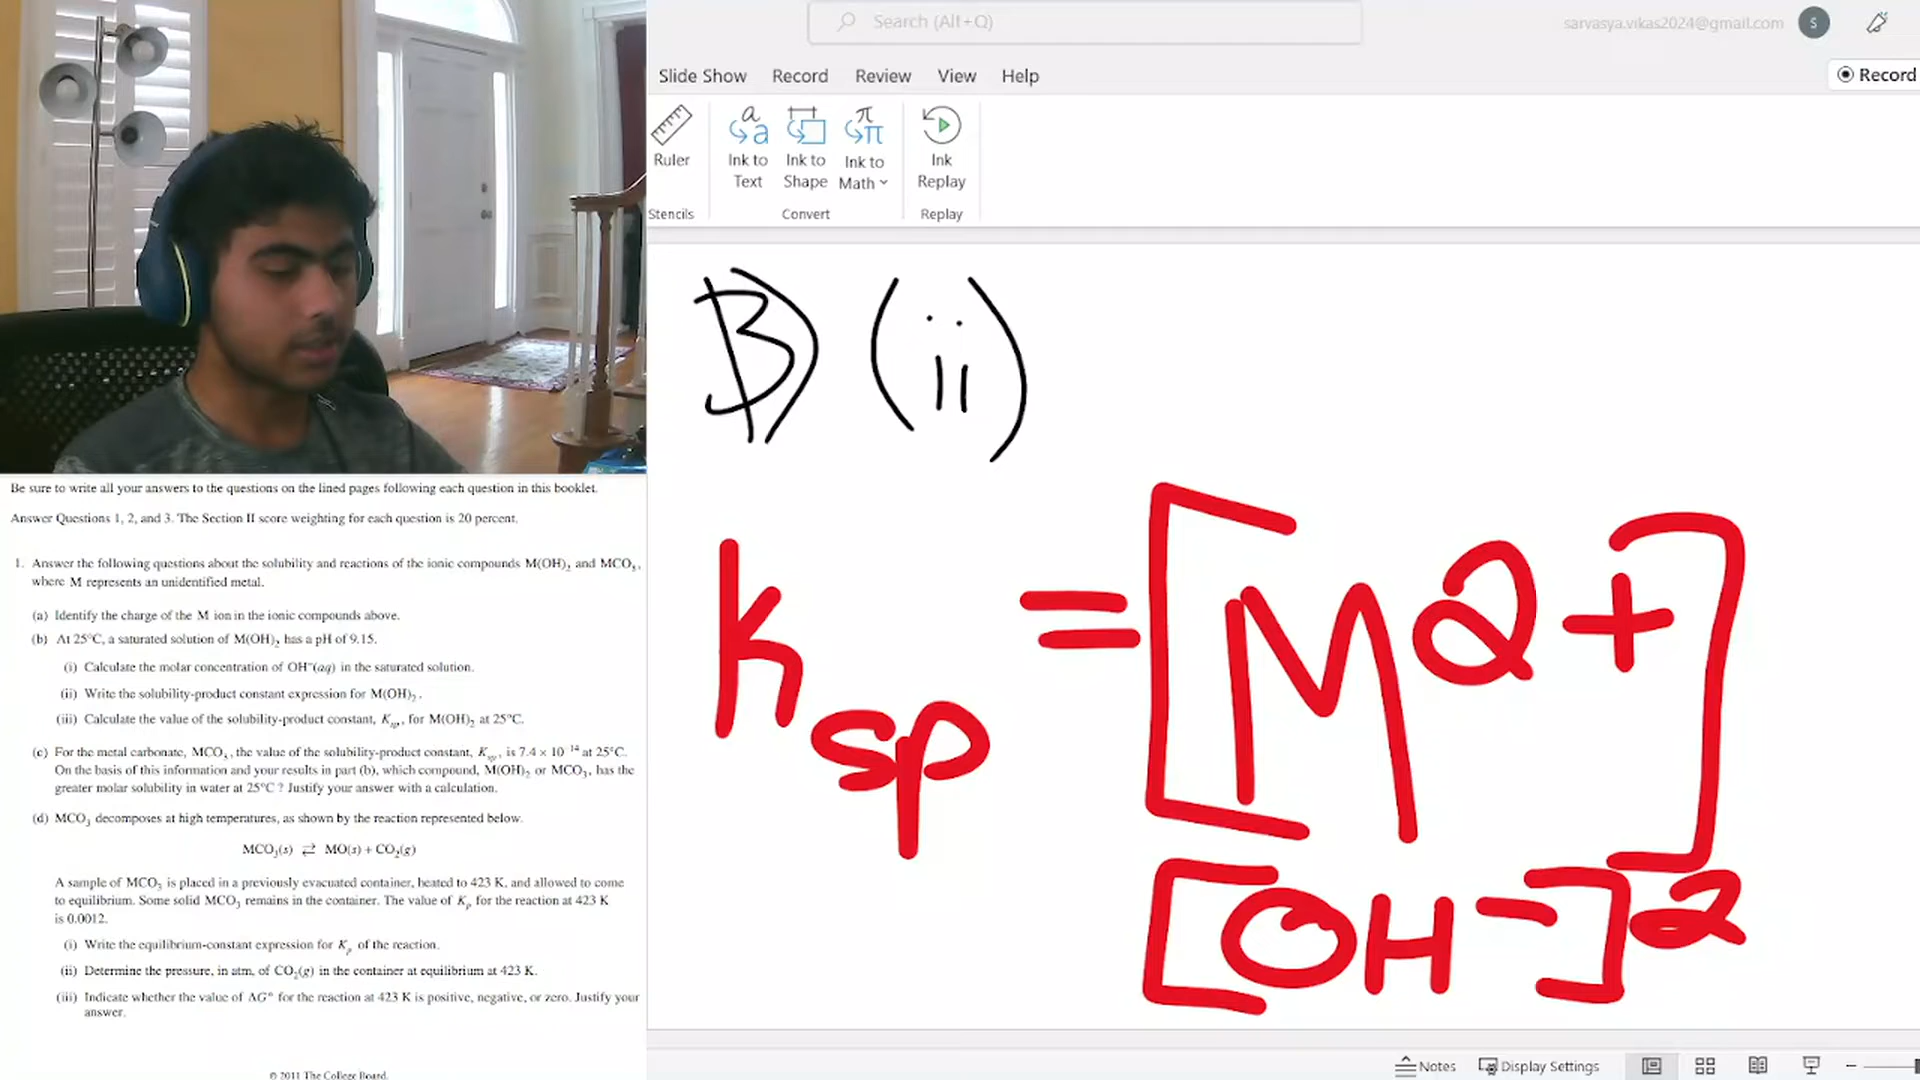 Search (Alt+Q)
sarvasya.vikas2024@gmail.com
S
Slide Show Record Review View Help
Record
Ruler
Ink to Text
Ink to Shape
Ink to Math
Ink Replay
Stencils
Convert
Replay
B) (ii)
Ksp = [M2+]
[OH-]2
Be sure to write all your answers to the questions on the lined pages following each question in this booklet.
Answer Questions 1, 2, and 3. The Section II score weighting for each question is 20 percent.
1. Answer the following questions about the solubility and reactions of the ionic compounds M(OH)₂ and MCO₃,
where M represents an unidentified metal.
(a) Identify the charge of the M ion in the ionic compounds above.
(b) At 25°C, a saturated solution of M(OH)₂ has a pH of 9.15.
(i) Calculate the molar concentration of OH⁻(aq) in the saturated solution.
(ii) Write the solubility-product constant expression for M(OH)₂.
(iii) Calculate the value of the solubility-product constant, Ksp, for M(OH)₂ at 25°C.
(c) For the metal carbonate, MCO₃, the value of the solubility-product constant, Ksp, is 7.4 × 10⁻¹⁴ at 25°C.
On the basis of this information and your results in part (b), which compound, M(OH)₂ or MCO₃, has the
greater molar solubility in water at 25°C ? Justify your answer with a calculation.
(d) MCO₃ decomposes at high temperatures, as shown by the reaction represented below.
MCO₃(s) ⇄ MO(s) + CO₂(g)
A sample of MCO₃ is placed in a previously evacuated container, heated to 423 K, and allowed to come
to equilibrium. Some solid MCO₃ remains in the container. The value of Kp for the reaction at 423 K
is 0.0012.
(i) Write the equilibrium-constant expression for Kp of the reaction.
(ii) Determine the pressure, in atm, of CO₂(g) in the container at equilibrium at 423 K.
(iii) Indicate whether the value of ΔG° for the reaction at 423 K is positive, negative, or zero. Justify your
answer.
© 2011 The College Board.
Notes Display Settings